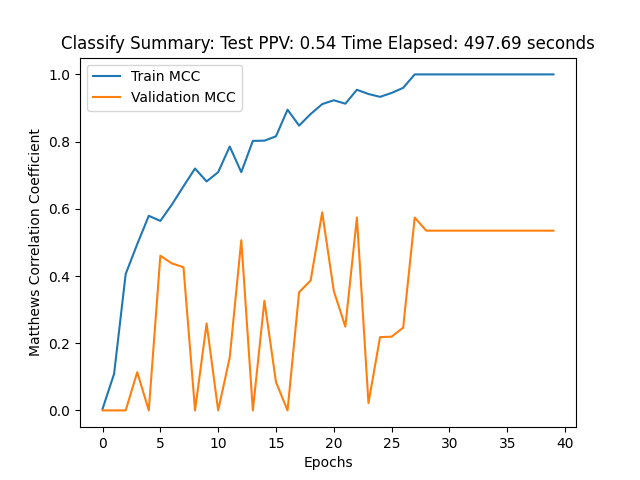 Classify Summary: Test PPV: 0.54 Time Elapsed: 497.69 seconds
Train MCC
Validation MCC
Matthews Correlation Coefficient
1.0
0.8
0.6
0.4
0.2
0.0
0 5 10 15 20 25 30 35 40
Epochs